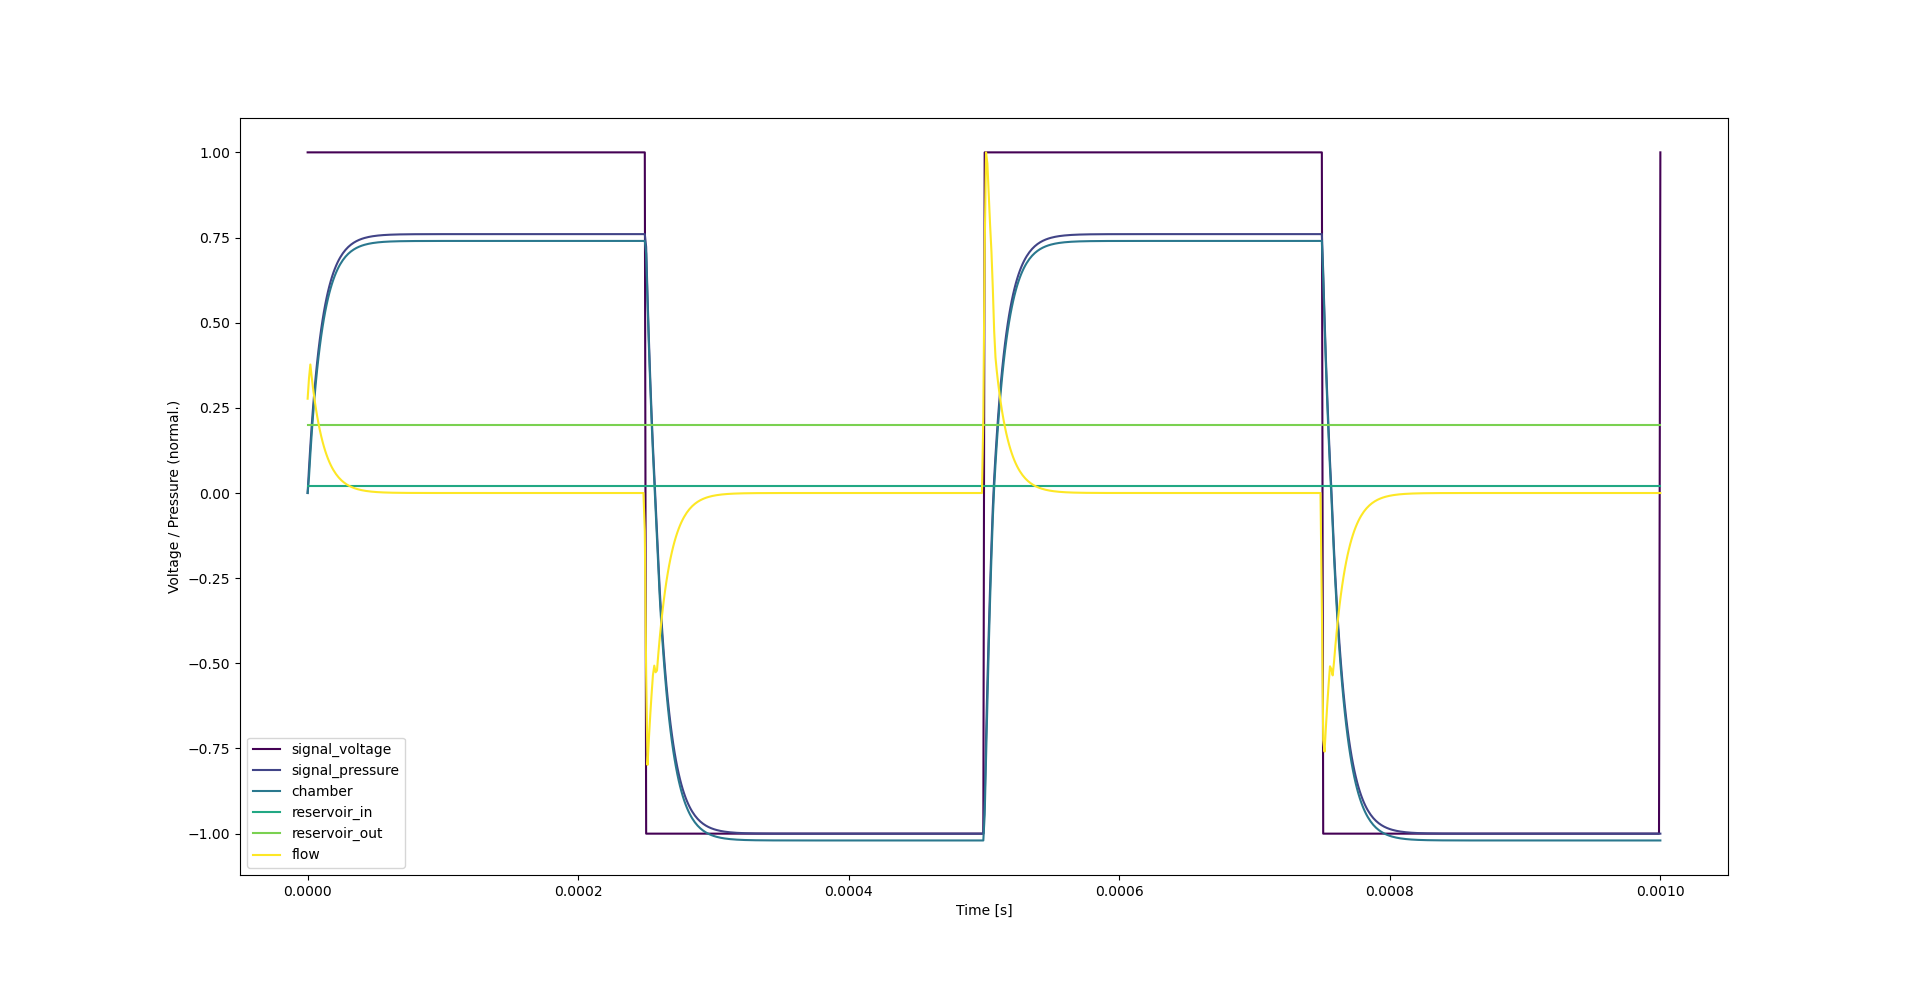 1.00
0.75
0.50
0.25
0.00
−0.25
−0.50
−0.75
−1.00
Voltage / Pressure (normal.)
signal_voltage
signal_pressure
chamber
reservoir_in
reservoir_out
flow
0.0000 0.0002 0.0004 0.0006 0.0008 0.0010
Time [s]